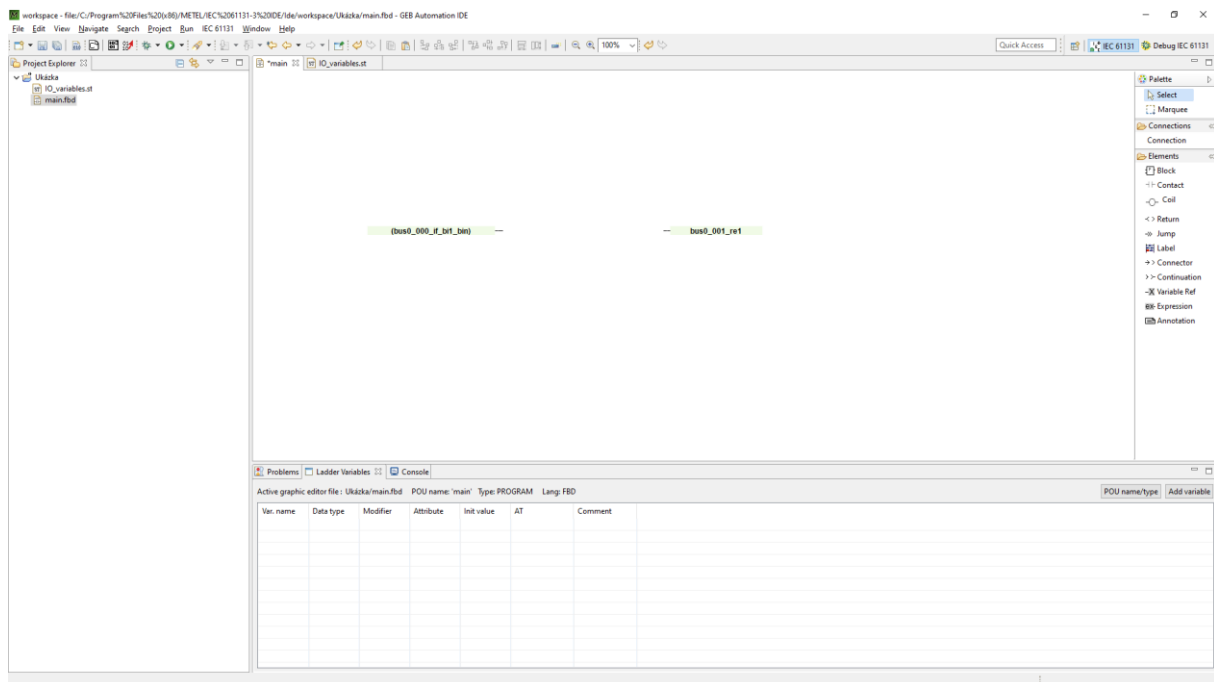 workspace - file:/C:/Program%20Files%20(x86)/METEL/IEC%2061131-3%20IDE/Ide/workspace/Ukázka/main.fbd - GEB Automation IDE
File Edit View Navigate Search Project Run IEC 61131 Window Help
100% Quick Access IEC 61131 Debug IEC 61131
Project Explorer *main IO_variables.st
Ukázka
IO_variables.st
main.fbd
Palette
Select
Marquee
Connections
Connection
Elements
Block
Contact
Coil
Return
Jump
Label
Connector
Continuation
Variable Ref
Expression
Annotation
(bus0_000_if_bi1_bin) bus0_001_re1
Problems Ladder Variables Console
Active graphic editor file : Ukázka/main.fbd POU name: 'main' Type: PROGRAM Lang: FBD POU name/type Add variable
Var. name Data type Modifier Attribute Init value AT Comment